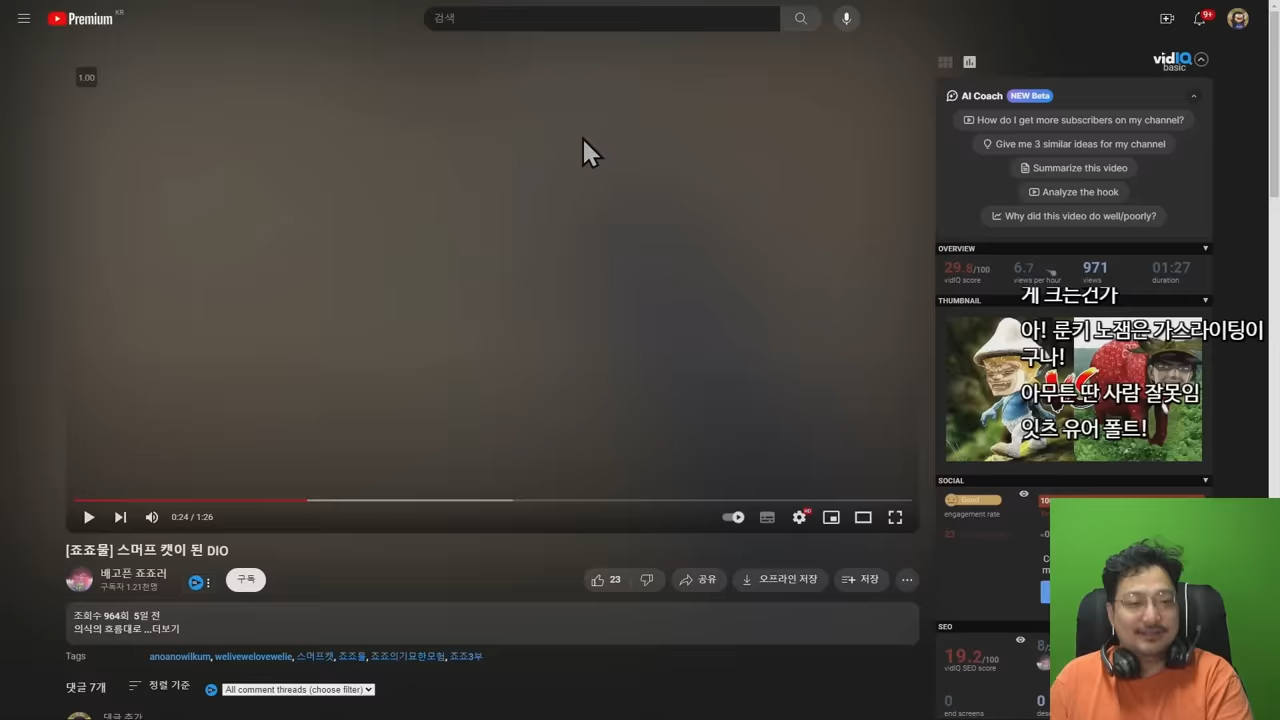 Premium KR
검색
9+
1.00
vidIQ
basic
AI Coach NEW Beta
How do I get more subscribers on my channel?
Give me 3 similar ideas for my channel
Summarize this video
Analyze the hook
Why did this video do well/poorly?
OVERVIEW
29.8/100
vidIQ score
6.7
views per hour
971
views
01:27
duration
THUMBNAIL
게 크는건가
아! 룬키 노잼은 가스라이팅이
구나!
아무튼 딴 사람 잘못임
잇츠 유어 폴트!
SOCIAL
Good
engagement rate
0:24 / 1:26
HD
[죠죠물] 스머프 캣이 된 DIO
배고픈 죠죠러
구독자 1.21천명
구독
23
공유
오프라인 저장
저장
조회수 964회 5일 전
의식의 흐름대로 ...더보기
Tags
anoanowilkum, welivewelovewelie, 스머프캣, 죠죠물, 죠죠의기묘한모험, 죠죠3부
댓글 7개
정렬 기준
All comment threads (choose filter)
댓글 추가
SEO
19.2/100
vidIQ SEO score
0
end screens